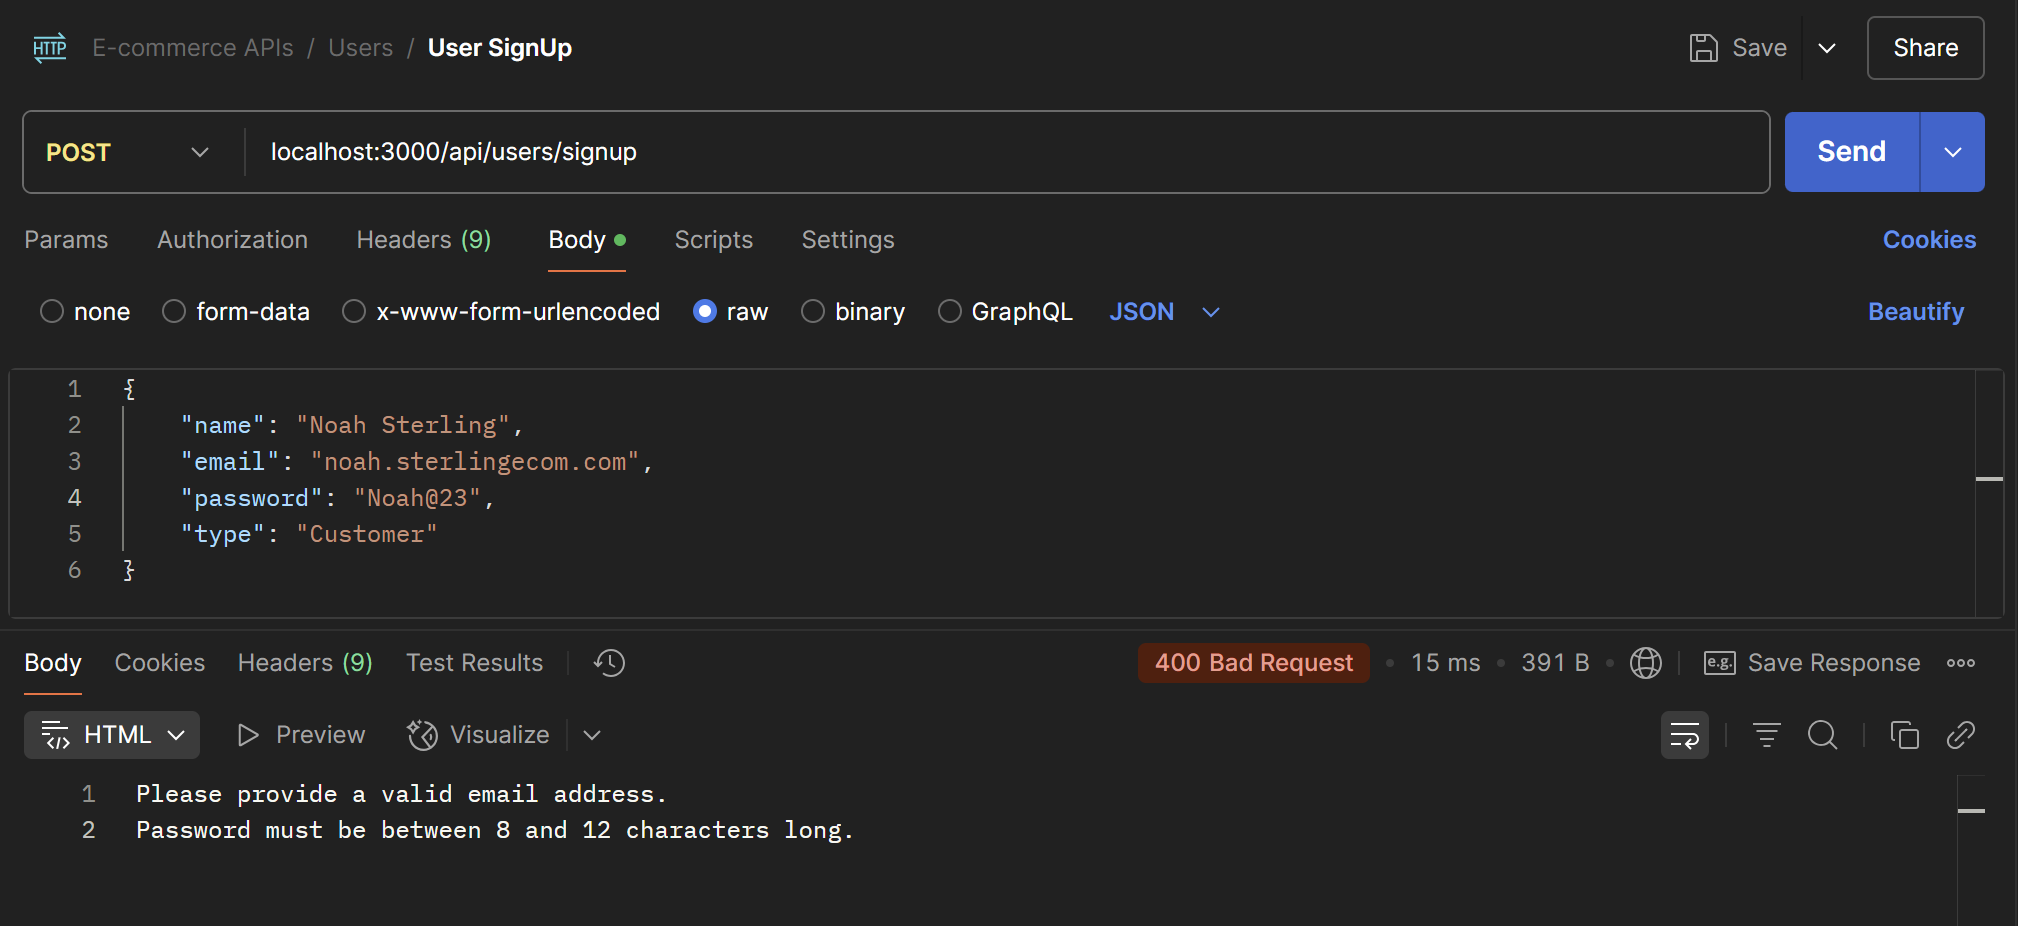 HTTP E-commerce APIs / Users / User SignUp Save Share
POST localhost:3000/api/users/signup Send
Params Authorization Headers (9) Body Scripts Settings Cookies
none form-data x-www-form-urlencoded raw binary GraphQL JSON Beautify
1 {
2 "name": "Noah Sterling",
3 "email": "noah.sterlingecom.com",
4 "password": "Noah@23",
5 "type": "Customer"
6 }
Body Cookies Headers (9) Test Results 400 Bad Request 15 ms 391 B e.g. Save Response
HTML Preview Visualize
1 Please provide a valid email address.
2 Password must be between 8 and 12 characters long.